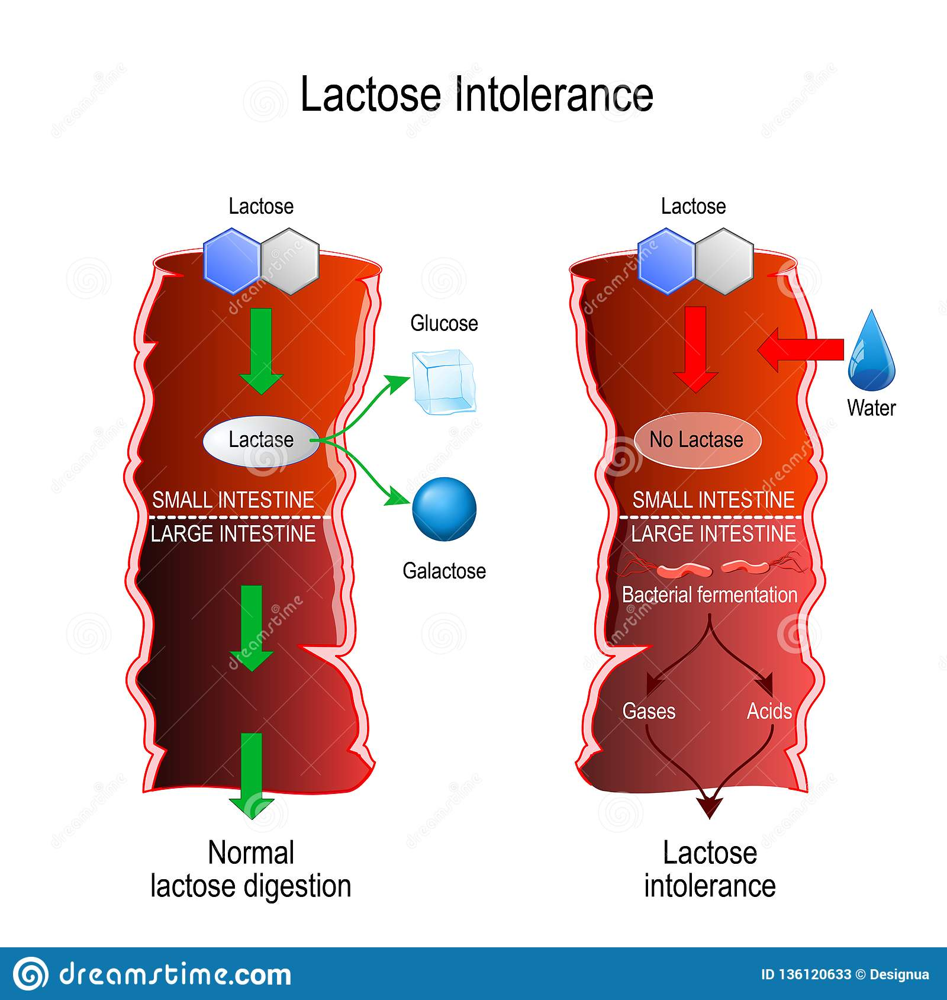 Lactose Intolerance
Lactose
Glucose
Lactase
SMALL INTESTINE
LARGE INTESTINE
Galactose
Normal
lactose digestion
Lactose
Water
No Lactase
SMALL INTESTINE
LARGE INTESTINE
Bacterial fermentation
Gases
Acids
Lactose
intolerance
dreamstime.com
ID 136120633 © Designua